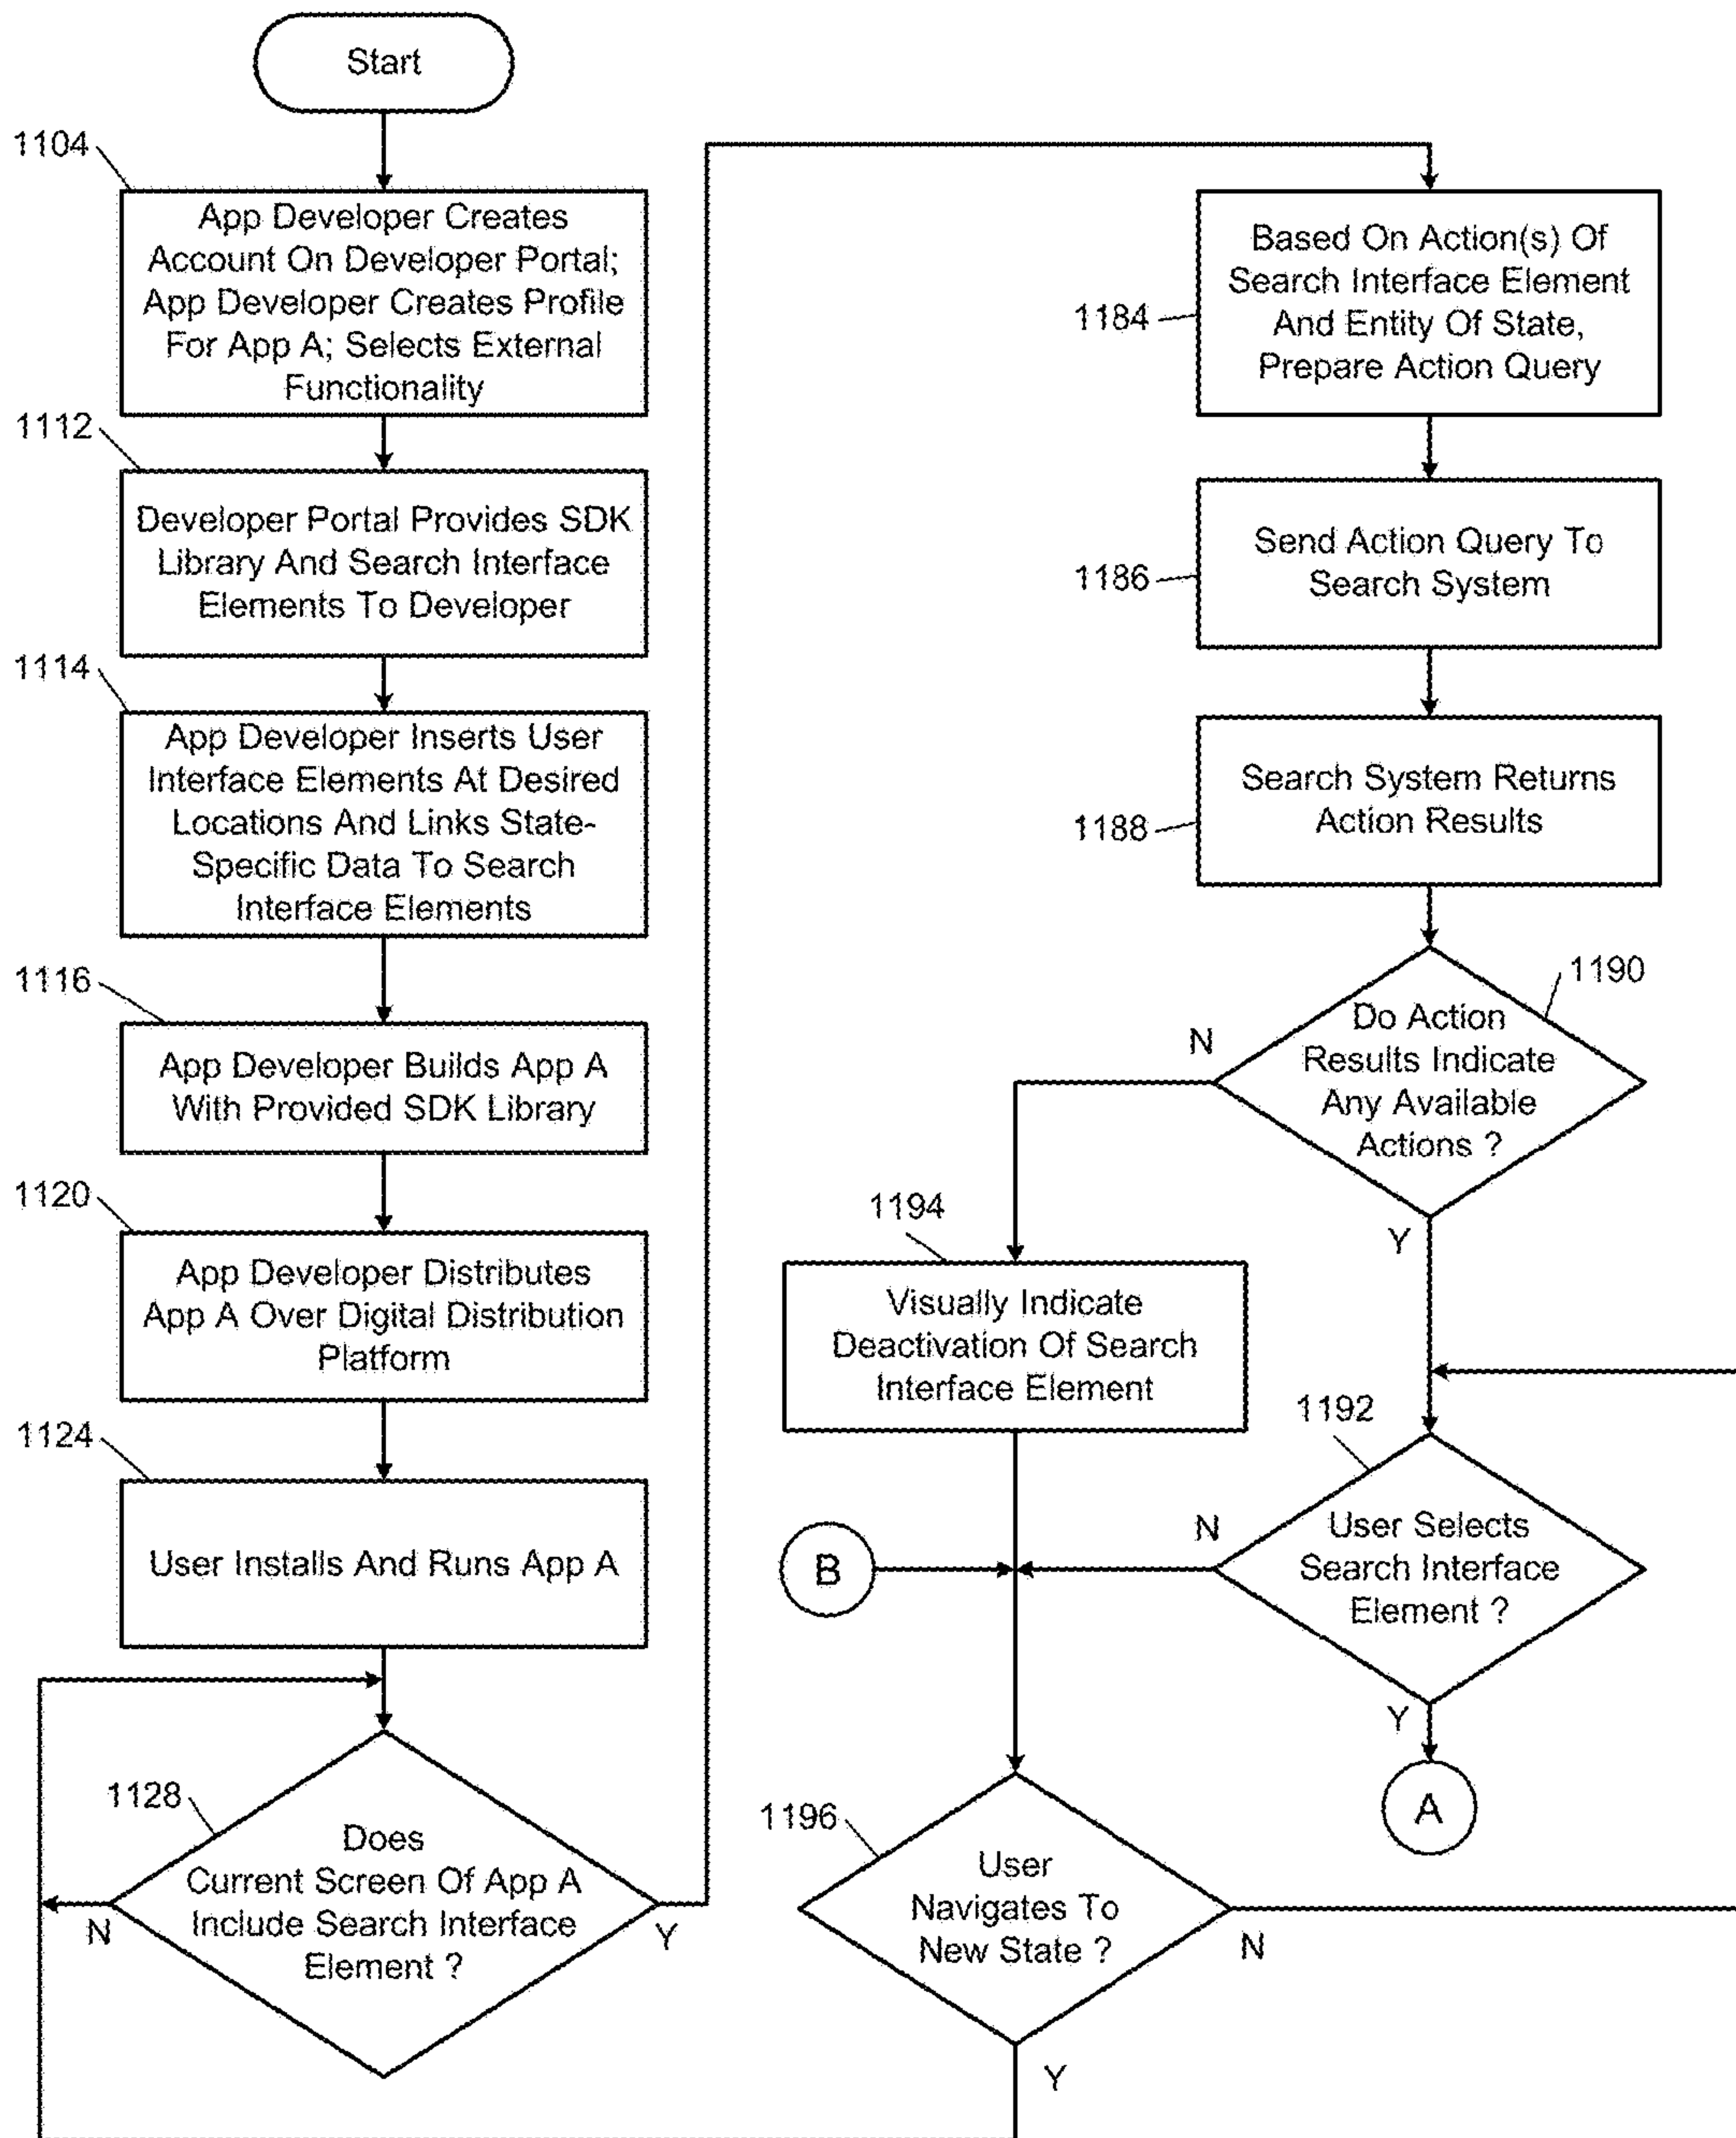 Start
1104
App Developer Creates
Account On Developer Portal;
App Developer Creates Profile
For App A; Selects External
Functionality
1112
Developer Portal Provides SDK
Library And Search Interface
Elements To Developer
1114
App Developer Inserts User
Interface Elements At Desired
Locations And Links State-
Specific Data To Search
Interface Elements
1116
App Developer Builds App A
With Provided SDK Library
1120
App Developer Distributes
App A Over Digital Distribution
Platform
1124
User Installs And Runs App A
1128
Does
Current Screen Of App A
Include Search Interface
Element ?
N
Y
1184
Based On Action(s) Of
Search Interface Element
And Entity Of State,
Prepare Action Query
1186
Send Action Query To
Search System
1188
Search System Returns
Action Results
1190
Do Action
Results Indicate
Any Available
Actions ?
N
Y
1194
Visually Indicate
Deactivation Of Search
Interface Element
1192
User Selects
Search Interface
Element ?
N
Y
B
A
1196
User
Navigates To
New State ?
N
Y